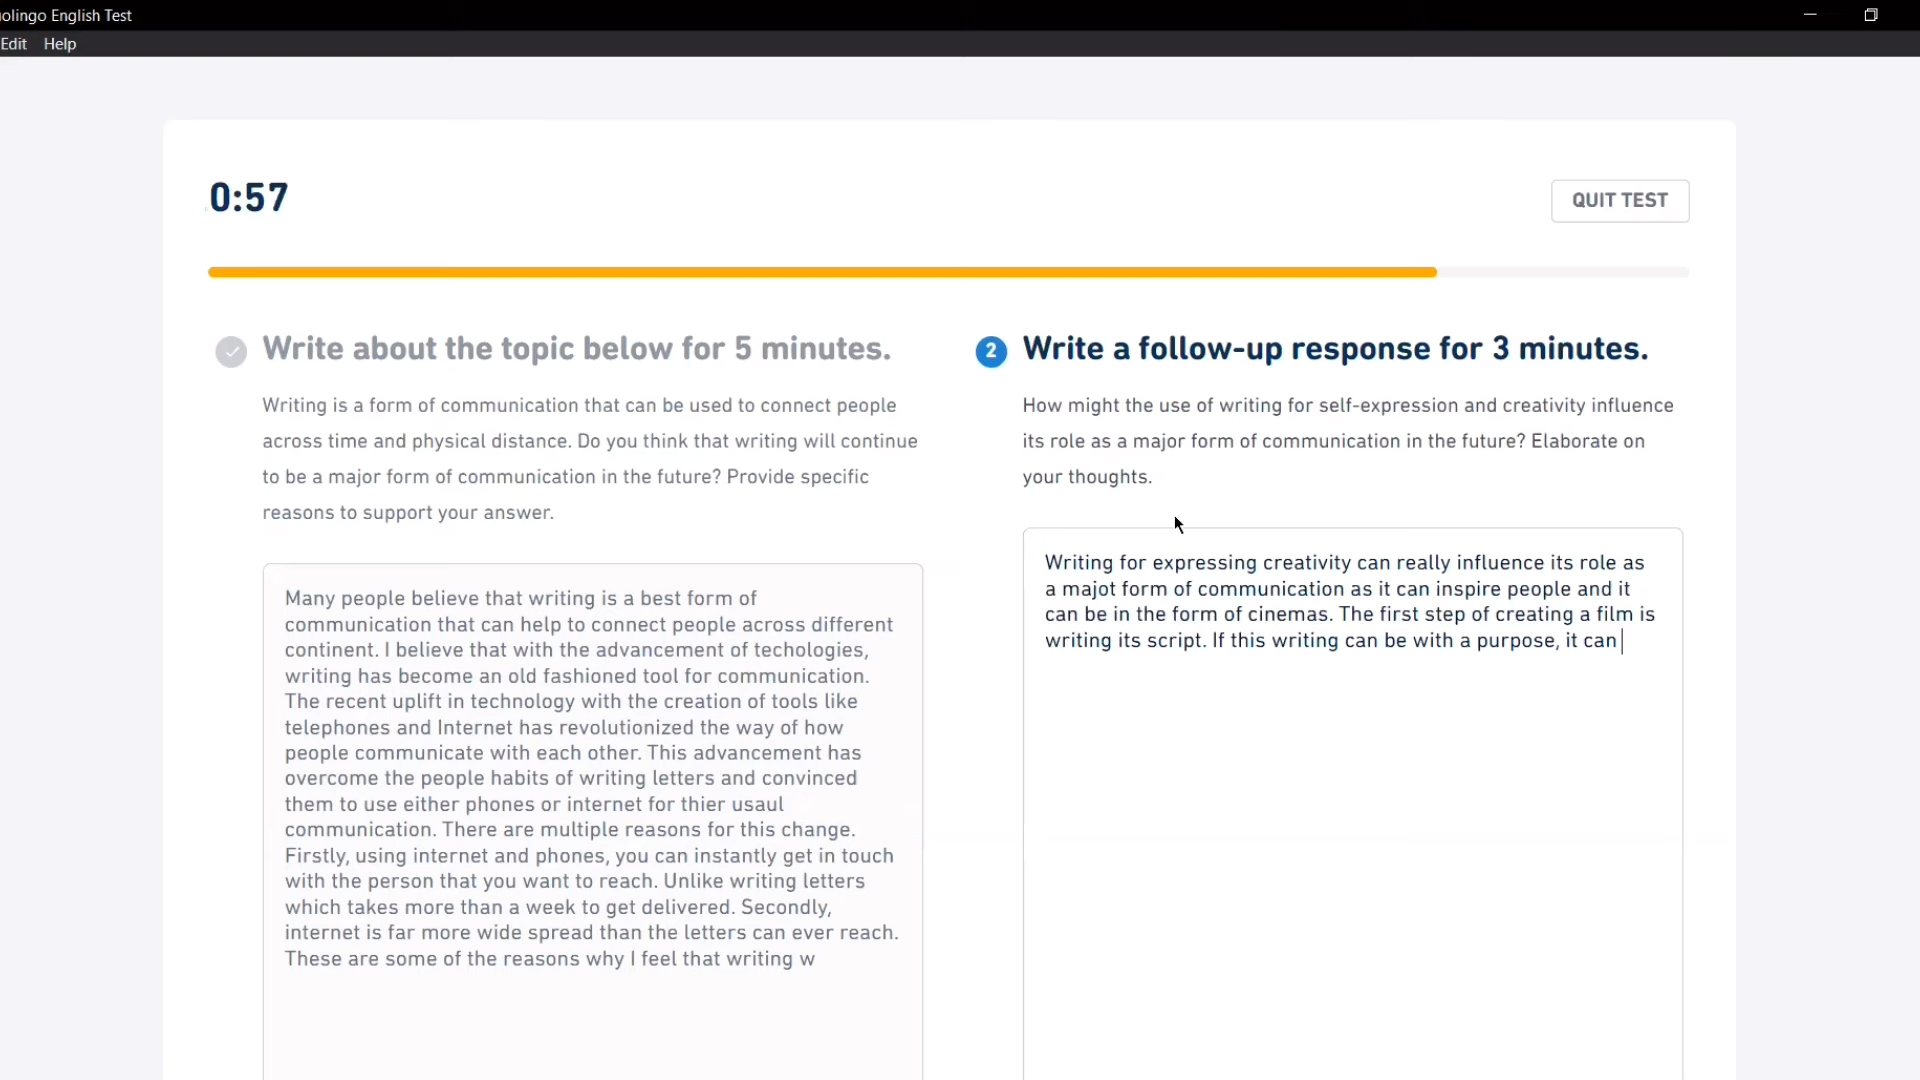 olingo English Test
Edit Help
0:57
QUIT TEST
Write about the topic below for 5 minutes.
Writing is a form of communication that can be used to connect people
across time and physical distance. Do you think that writing will continue
to be a major form of communication in the future? Provide specific
reasons to support your answer.
Many people believe that writing is a best form of
communication that can help to connect people across different
continent. I believe that with the advancement of techologies,
writing has become an old fashioned tool for communication.
The recent uplift in technology with the creation of tools like
telephones and Internet has revolutionized the way of how
people communicate with each other. This advancement has
overcome the people habits of writing letters and convinced
them to use either phones or internet for thier usaul
communication. There are multiple reasons for this change.
Firstly, using internet and phones, you can instantly get in touch
with the person that you want to reach. Unlike writing letters
which takes more than a week to get delivered. Secondly,
internet is far more wide spread than the letters can ever reach.
These are some of the reasons why I feel that writing w
2 Write a follow-up response for 3 minutes.
How might the use of writing for self-expression and creativity influence
its role as a major form of communication in the future? Elaborate on
your thoughts.
Writing for expressing creativity can really influence its role as
a majot form of communication as it can inspire people and it
can be in the form of cinemas. The first step of creating a film is
writing its script. If this writing can be with a purpose, it can